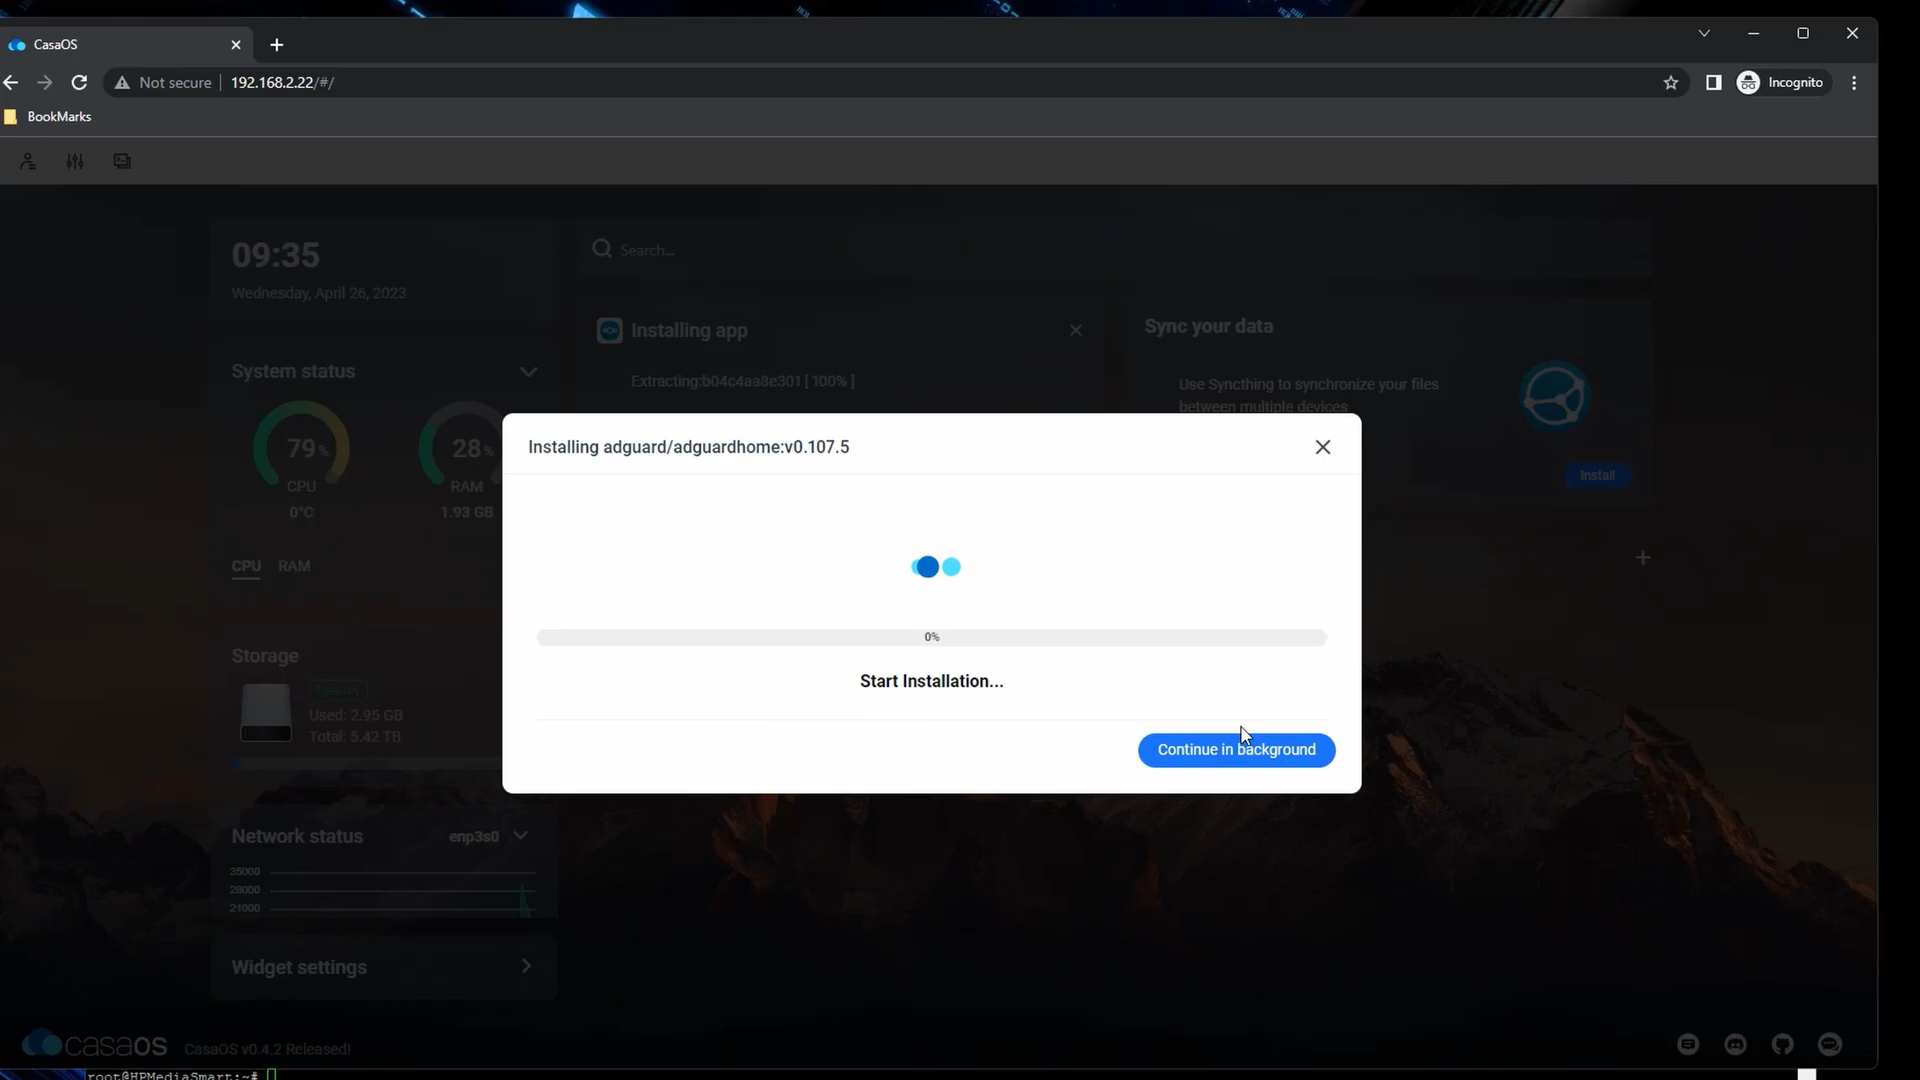 CasaOS
Not secure
192.168.2.22/#/
Incognito
BookMarks
09:35
Wednesday, April 26, 2023
Search...
Installing app
Extracting:b04c4aa8e301 [ 100% ]
Sync your data
Use Syncthing to synchronize your files
between multiple devices
Install
System status
79%
CPU
0°C
28%
RAM
1.93 GB
CPU RAM
Installing adguard/adguardhome:v0.107.5
0%
Start Installation...
Continue in background
Storage
Healthy
Used: 2.95 GB
Total: 5.42 TB
Network status
enp3s0
35000
28000
21000
Widget settings
casaOS
CasaOS v0.4.2 Released!
root@HPMediaSmart:~#